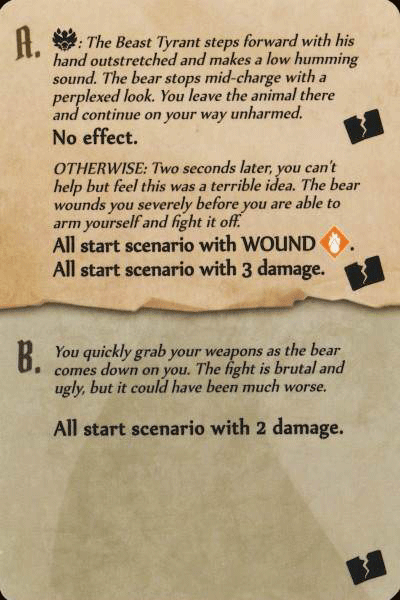 A. : The Beast Tyrant steps forward with his
hand outstretched and makes a low humming
sound. The bear stops mid-charge with a
perplexed look. You leave the animal there
and continue on your way unharmed.
No effect.
OTHERWISE: Two seconds later, you can't
help but feel this was a terrible idea. The bear
wounds you severely before you are able to
arm yourself and fight it off.
All start scenario with WOUND .
All start scenario with 3 damage.
B. You quickly grab your weapons as the bear
comes down on you. The fight is brutal and
ugly, but it could have been much worse.
All start scenario with 2 damage.